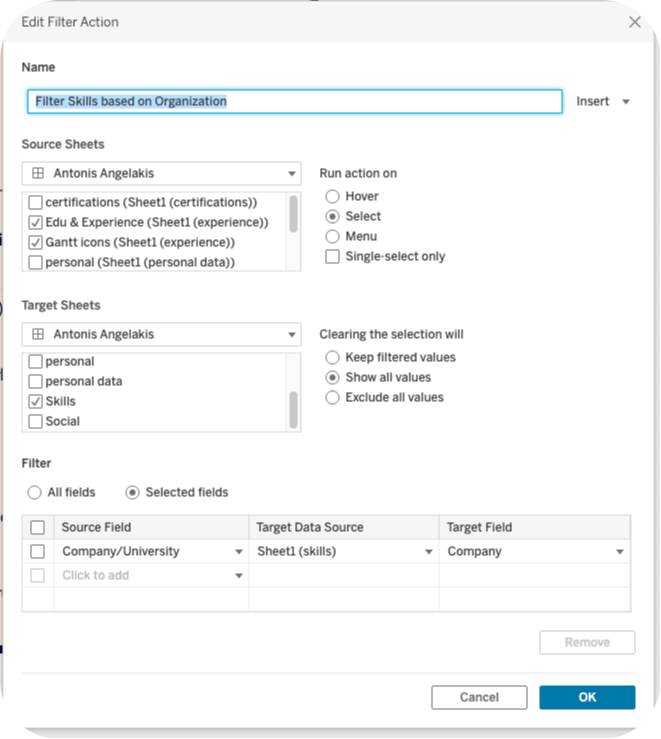 Edit Filter Action
Name
Filter Skills based on Organization
Insert
Source Sheets
Antonis Angelakis
certifications (Sheet1 (certifications))
Edu & Experience (Sheet1 (experience))
Gantt icons (Sheet1 (experience))
personal (Sheet1 (personal data))
Run action on
Hover
Select
Menu
Single-select only
Target Sheets
Antonis Angelakis
personal
personal data
Skills
Social
Clearing the selection will
Keep filtered values
Show all values
Exclude all values
Filter
All fields
Selected fields
Source Field Target Data Source Target Field
Company/University Sheet1 (skills) Company
Click to add
Remove
Cancel OK